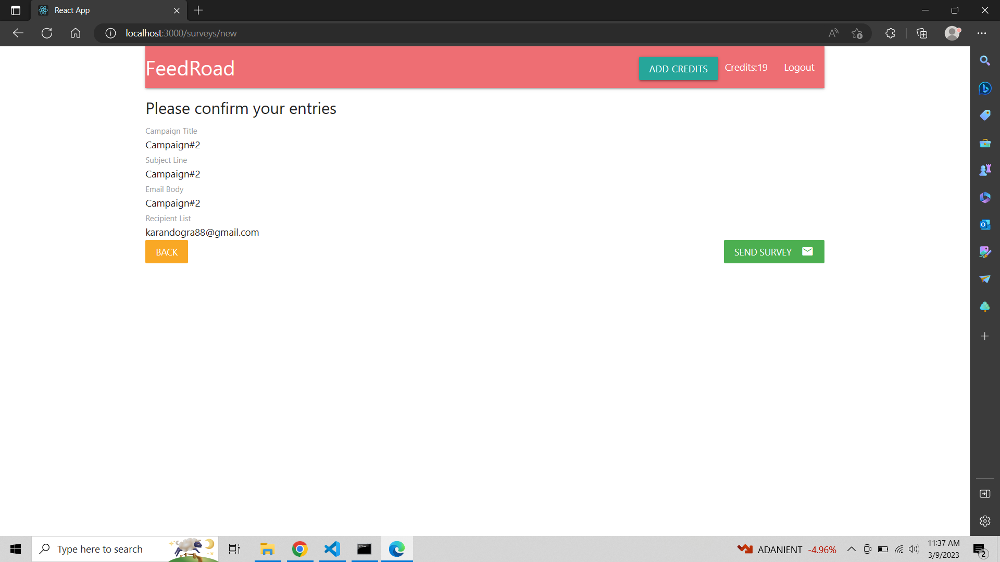 React App
localhost:3000/surveys/new
FeedRoad
ADD CREDITS
Credits:19
Logout
Please confirm your entries
Campaign Title
Campaign#2
Subject Line
Campaign#2
Email Body
Campaign#2
Recipient List
karandogra88@gmail.com
BACK
SEND SURVEY
Type here to search
ADANIENT -4.96%
11:37 AM
3/9/2023
2